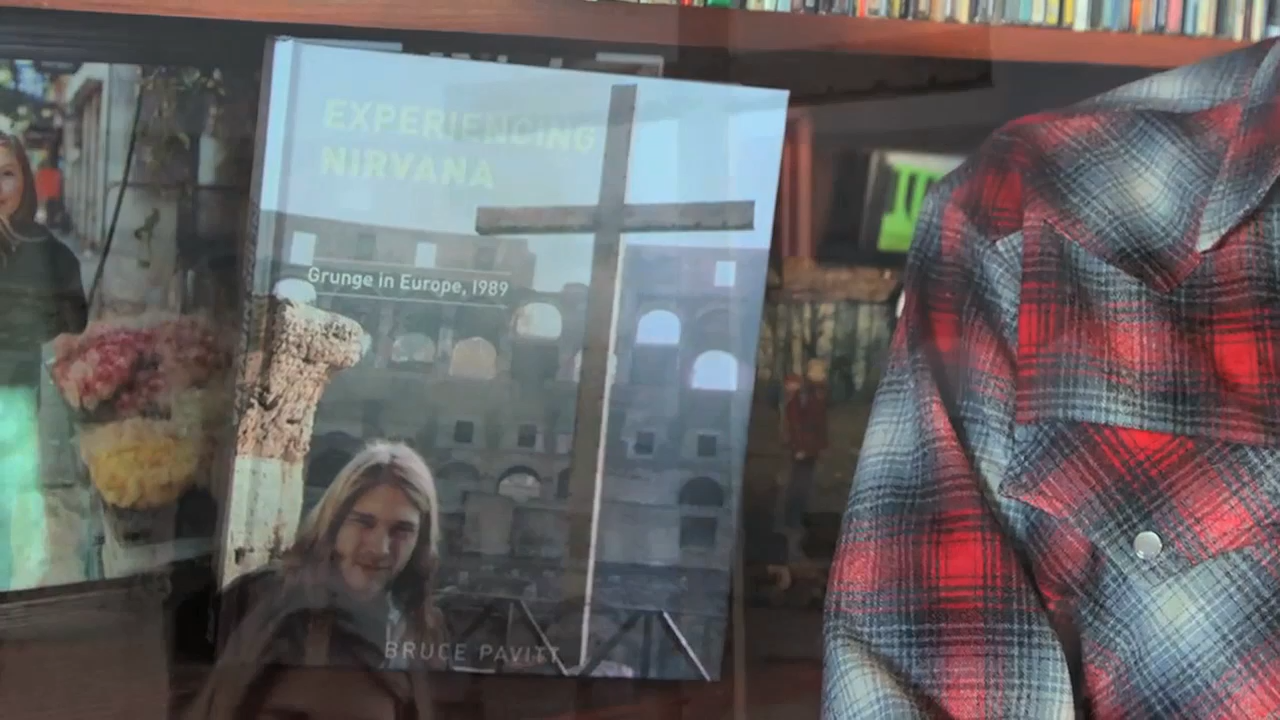 EXPERIENCING
NIRVANA
Grunge in Europe, 1989
BRUCE PAVITT